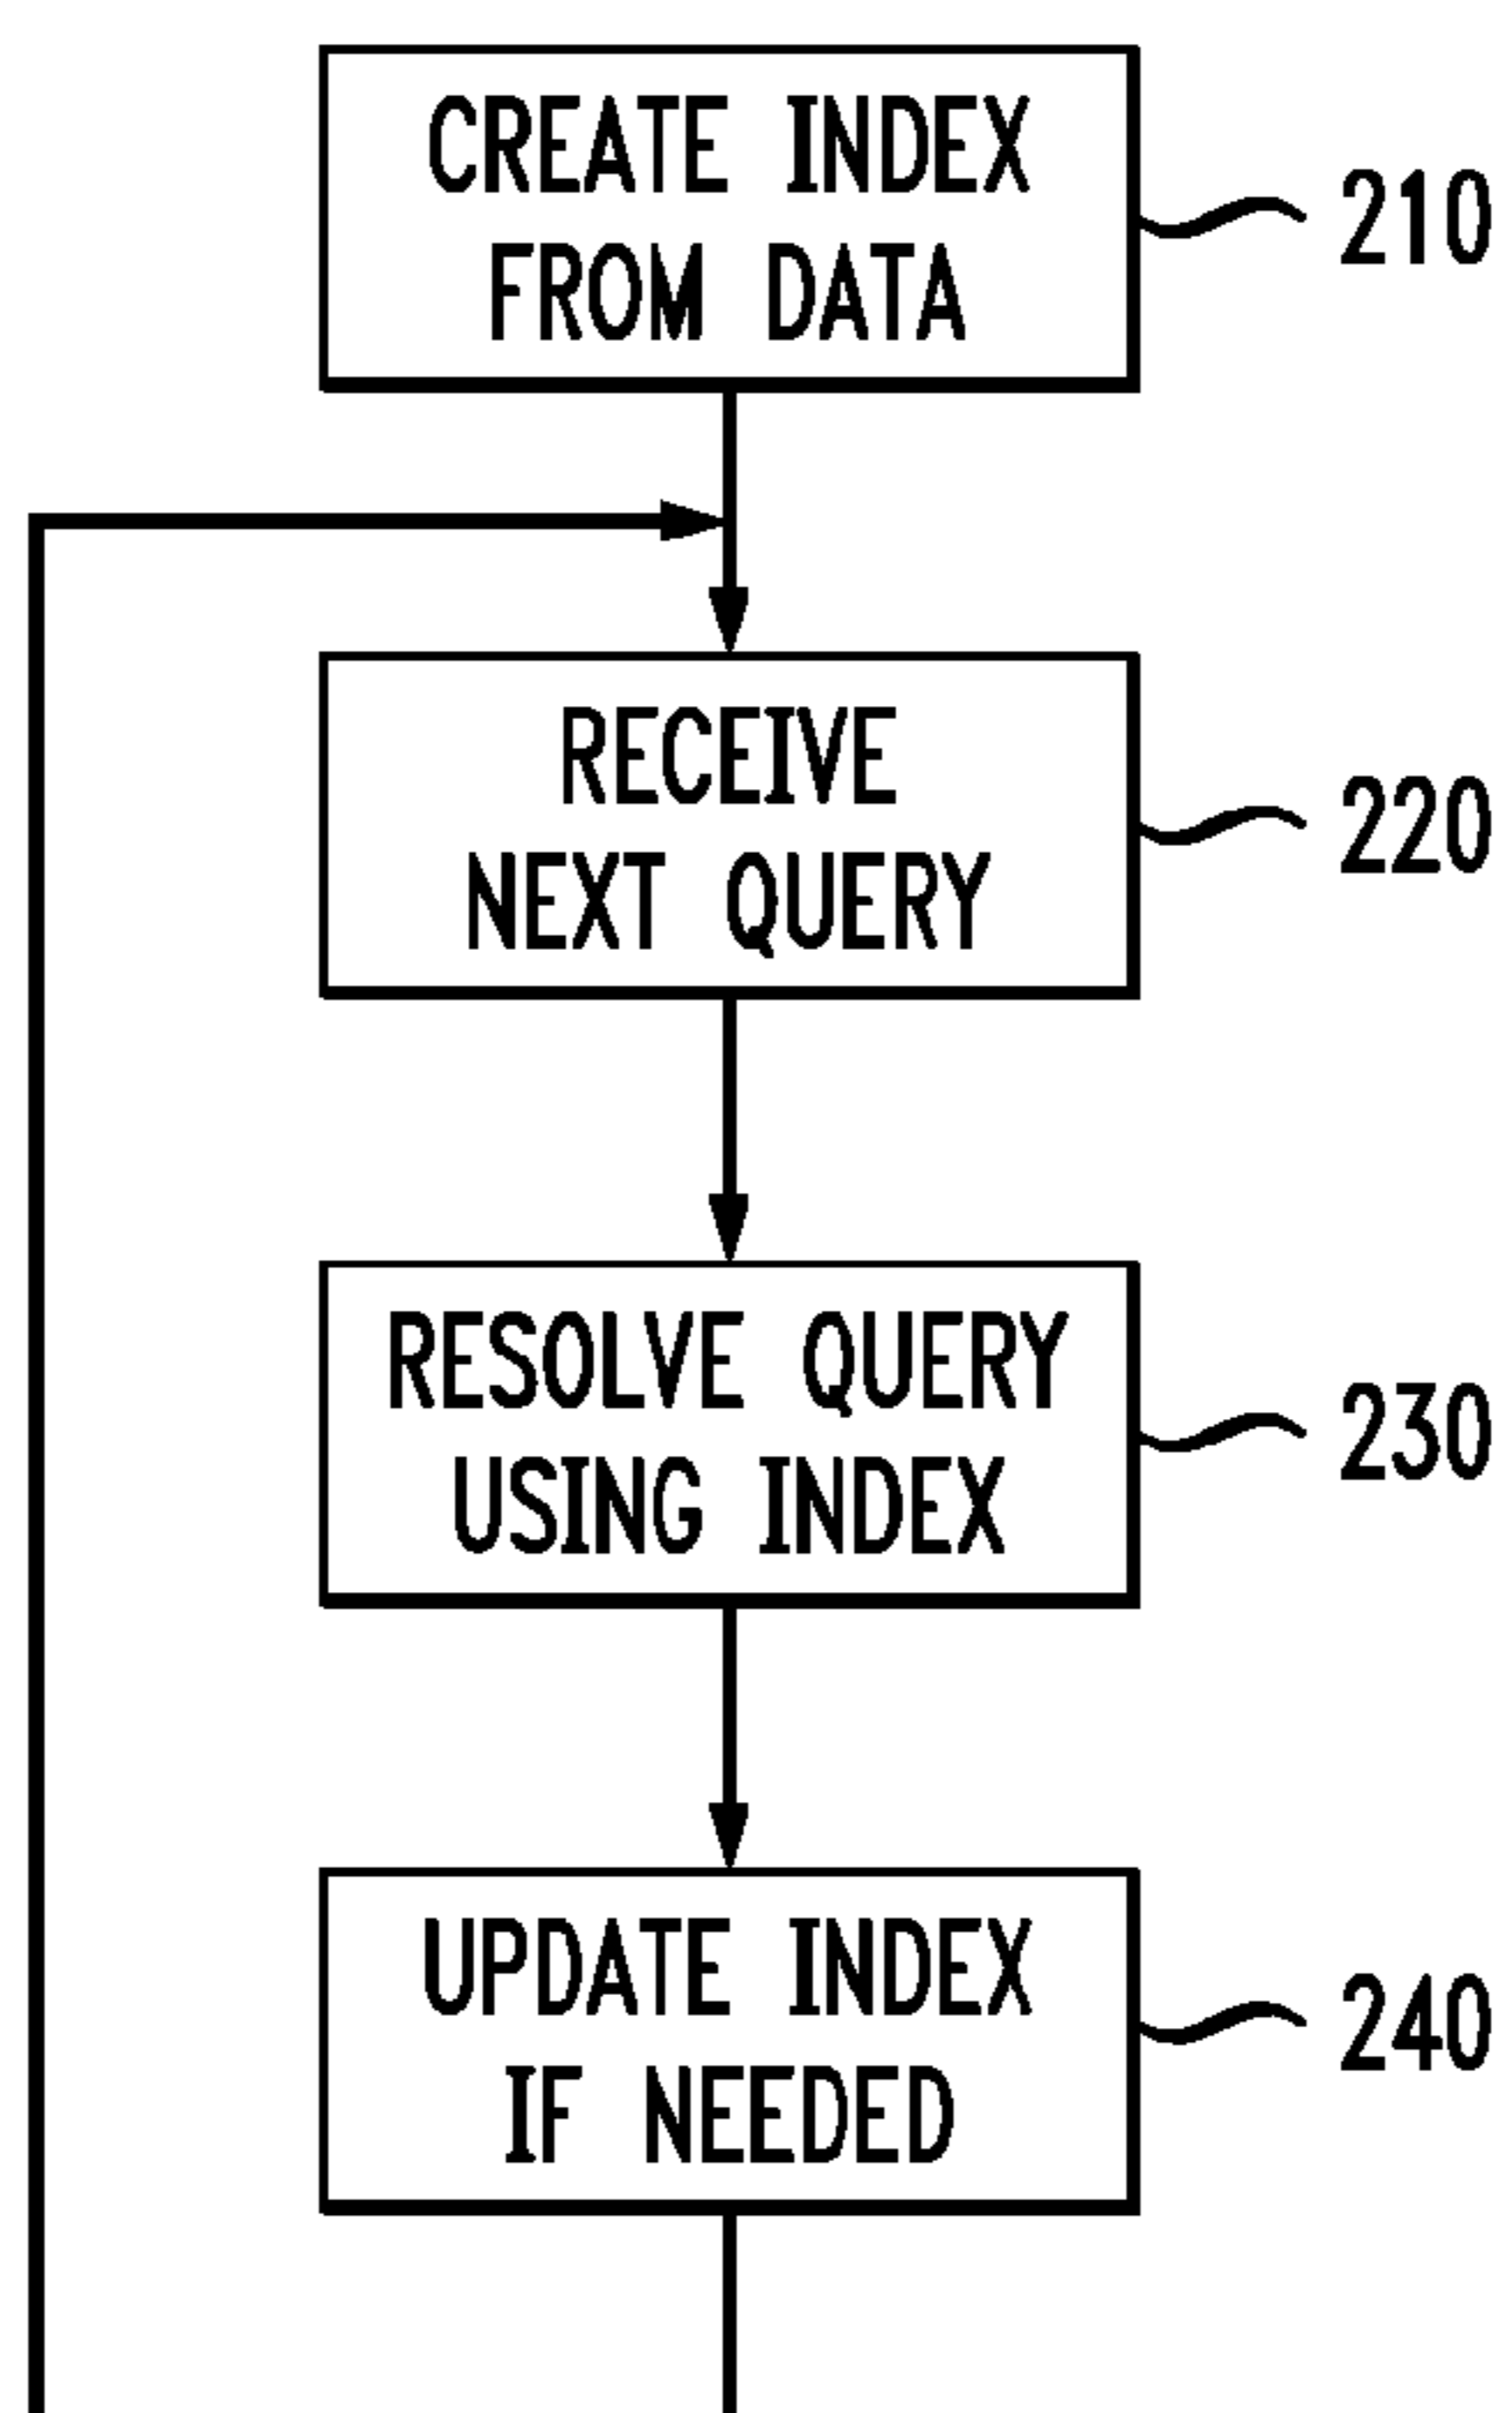 CREATE INDEX
FROM DATA
210
RECEIVE
NEXT QUERY
220
RESOLVE QUERY
USING INDEX
230
UPDATE INDEX
IF NEEDED
240